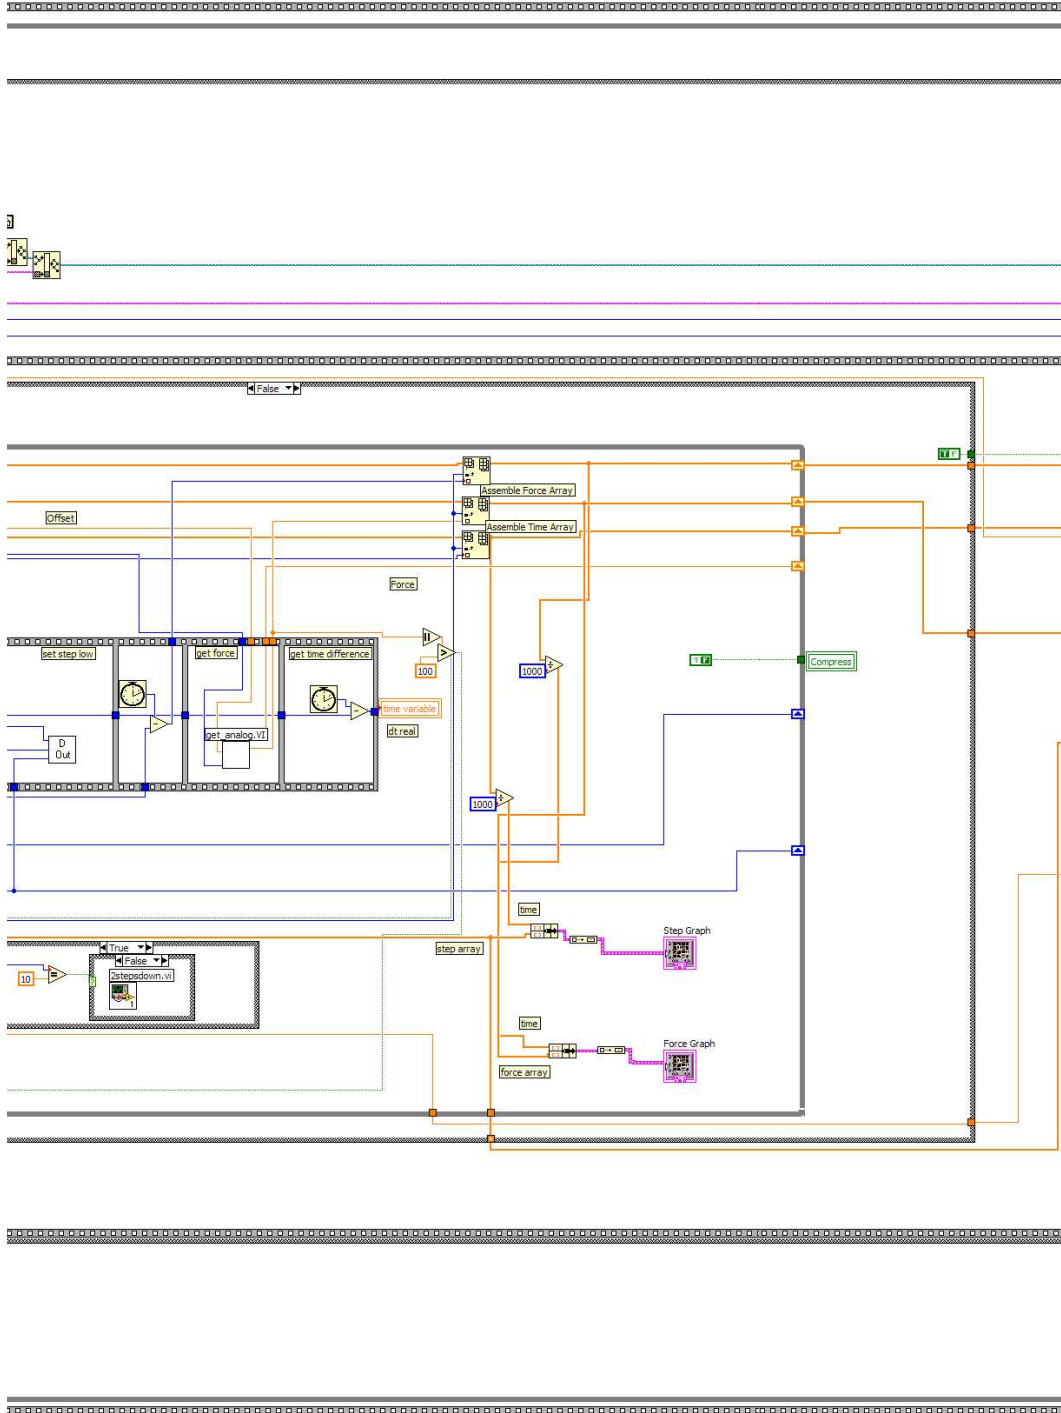 False
Assemble Force Array
Offset
Assemble Time Array
Force
set step low
get force
get time difference
100
1000
Compress
time variable
get_analog.VI
dt real
D
Out
1000
time
Step Graph
True
step array
False
10
2stepsdown.vi
1
time
Force Graph
force array